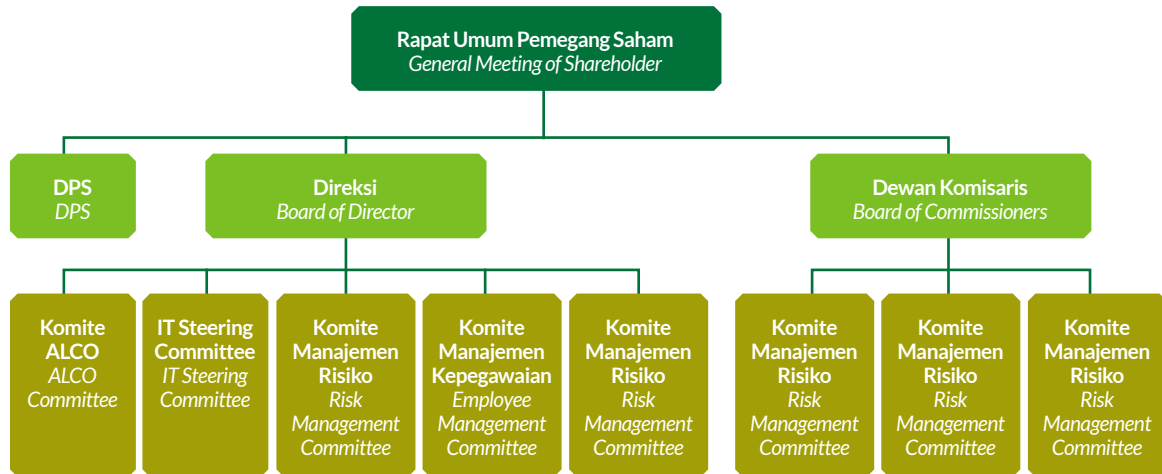 Rapat Umum Pemegang Saham
General Meeting of Shareholder
DPS
DPS
Direksi
Board of Director
Dewan Komisaris
Board of Commissioners
Komite
ALCO
ALCO
Committee
IT Steering
Committee
IT Steering
Committee
Komite
Manajemen
Risiko
Risk
Management
Committee
Komite
Manajemen
Kepegawaian
Employee
Management
Committee
Komite
Manajemen
Risiko
Risk
Management
Committee
Komite
Manajemen
Risiko
Risk
Management
Committee
Komite
Manajemen
Risiko
Risk
Management
Committee
Komite
Manajemen
Risiko
Risk
Management
Committee